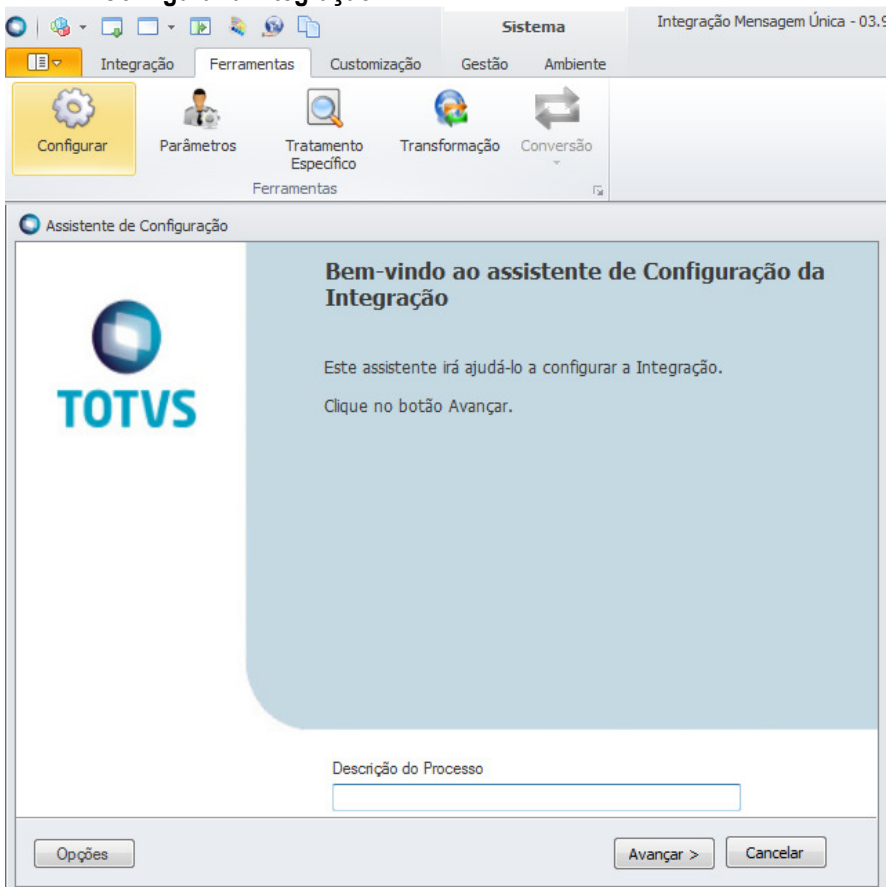 Sistema
Integração Mensagem Única - 03.9
Integração Ferramentas Customização Gestão Ambiente
Configurar Parâmetros Tratamento Específico Transformação Conversão
Ferramentas
Assistente de Configuração
Bem-vindo ao assistente de Configuração da
Integração
Este assistente irá ajudá-lo a configurar a Integração.
Clique no botão Avançar.
TOTVS
Descrição do Processo
Opções Avançar > Cancelar